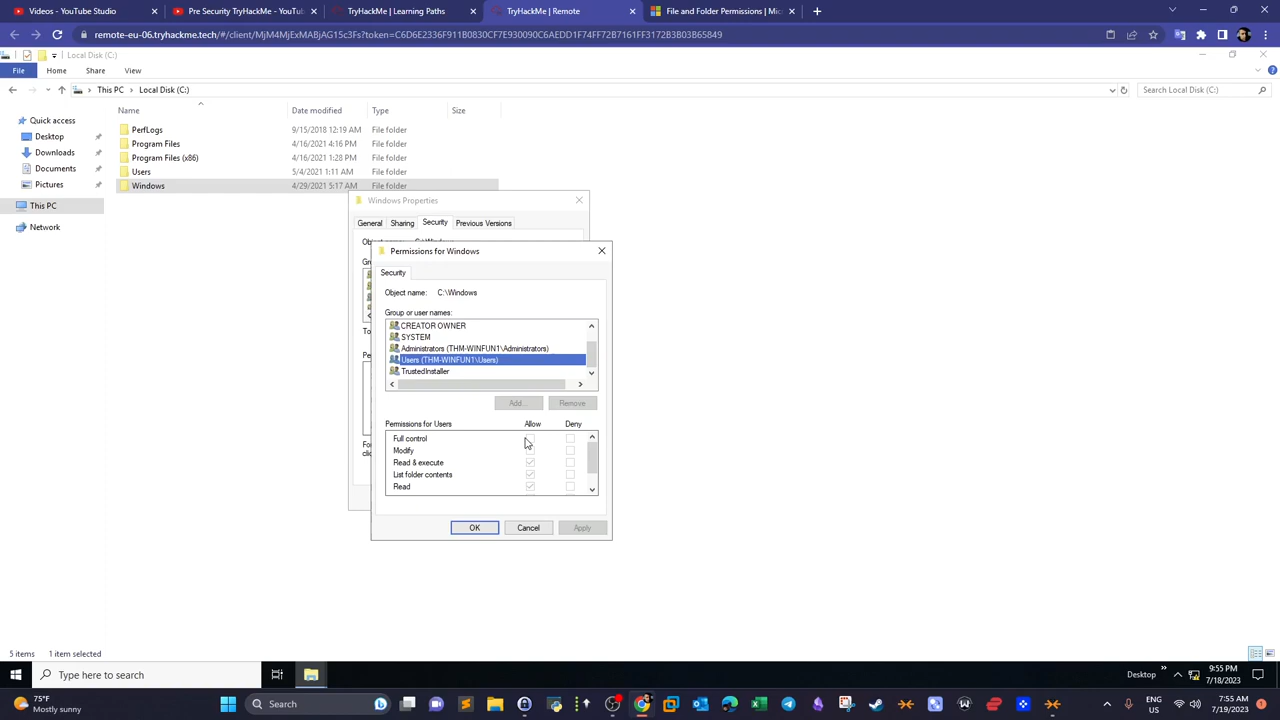 Videos - YouTube
Pre Security TryHackMe - YouTub
TryHackMe | Learning Paths
TryHackMe | Remote
File and Folder Permissions | Mic
remote-eu-06.tryhackme.tech/#/client/MjM4MjExMABjAG15c3Fs?token=C6D6E2336F911B0830CF7E930090C6AEDD1F74FF72B7161FF3172B3B03B65849
Local Disk (C:)
File Home Share View
This PC Local Disk (C:)
Search Local Disk (C:)
Name Date modified Type Size
Quick access
Desktop
Downloads
Documents
Pictures
This PC
Network
PerfLogs 9/15/2018 12:19 AM File folder
Program Files 4/16/2021 4:16 PM File folder
Program Files (x86) 4/16/2021 1:28 PM File folder
Users 5/4/2021 1:11 AM File folder
Windows 4/29/2021 5:17 AM File folder
Windows Properties
General Sharing Security Previous Versions
Permissions for Windows
Security
Object name: C:\Windows
Group or user names:
CREATOR OWNER
SYSTEM
Administrators (THM-WINFUN1\Administrators)
Users (THM-WINFUN1\Users)
TrustedInstaller
Add... Remove
Permissions for Users Allow Deny
Full control
Modify
Read & execute
List folder contents
Read
OK Cancel Apply
5 items 1 item selected
Type here to search
Desktop
9:55 PM
7/18/2023
75°F
Mostly sunny
Search
ENG
US
7:55 AM
7/19/2023